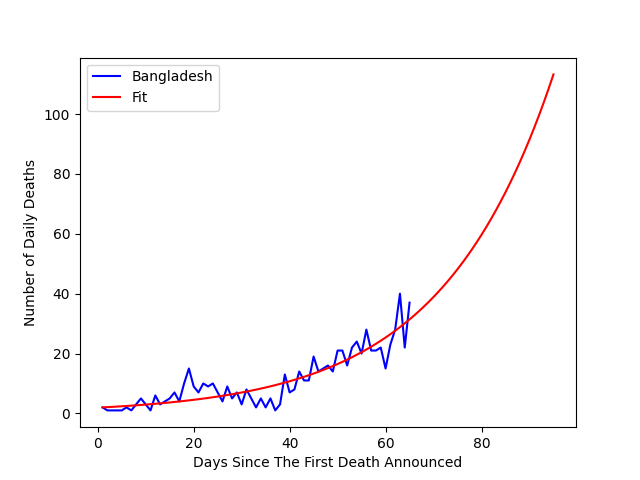 Bangladesh
Fit
100
80
60
40
20
0
Number of Daily Deaths
0 20 40 60 80
Days Since The First Death Announced